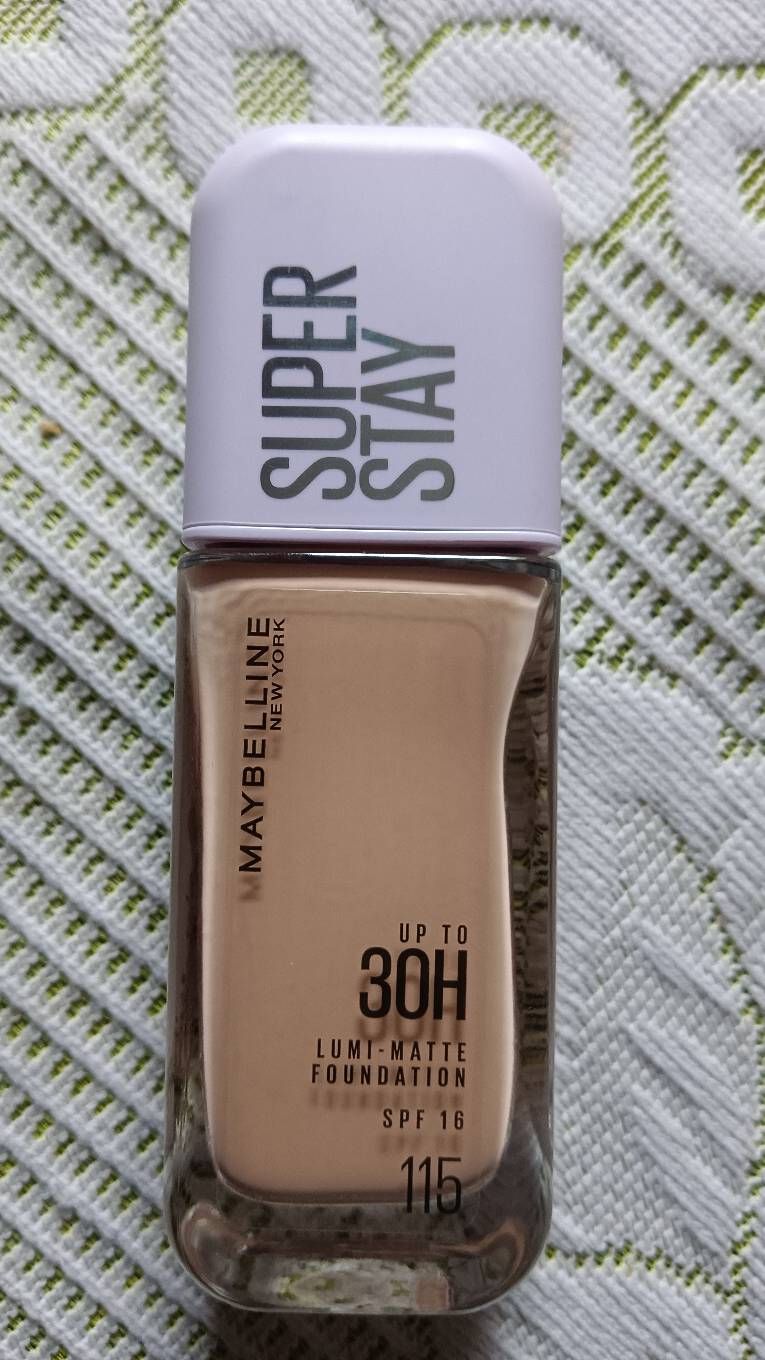 SUPER
STAY
MAYBELLINE
NEW YORK
UP TO
30H
LUMI-MATTE
FOUNDATION
SPF 16
115